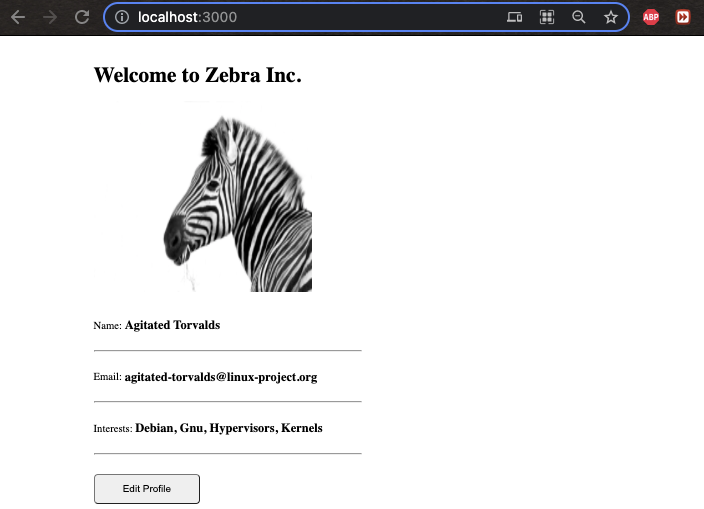 localhost:3000
ABP
Welcome to Zebra Inc.
Name: Agitated Torvalds
Email: agitated-torvalds@linux-project.org
Interests: Debian, Gnu, Hypervisors, Kernels
Edit Profile